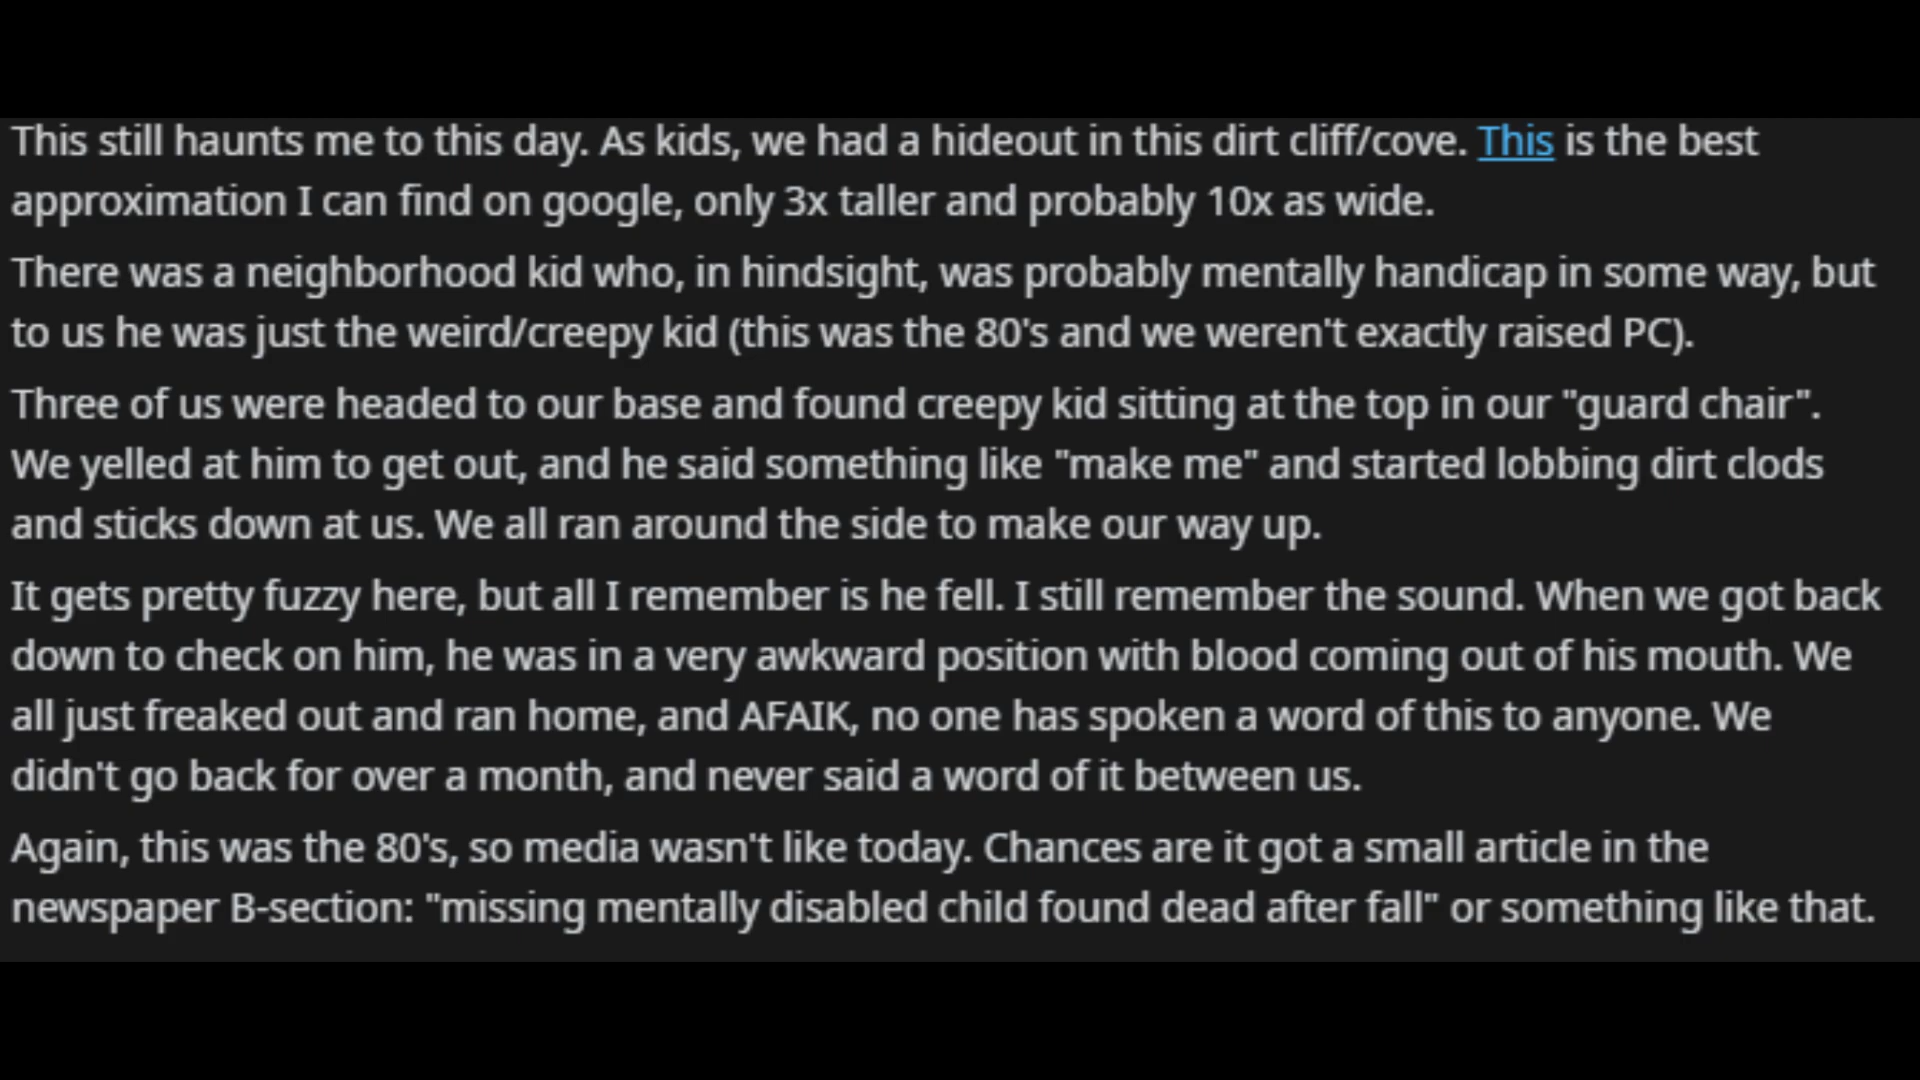 This still haunts me to this day. As kids, we had a hideout in this dirt cliff/cove. This is the best
approximation I can find on google, only 3x taller and probably 10x as wide.
There was a neighborhood kid who, in hindsight, was probably mentally handicap in some way, but
to us he was just the weird/creepy kid (this was the 80's and we weren't exactly raised PC).
Three of us were headed to our base and found creepy kid sitting at the top in our "guard chair".
We yelled at him to get out, and he said something like "make me" and started lobbing dirt clods
and sticks down at us. We all ran around the side to make our way up.
It gets pretty fuzzy here, but all I remember is he fell. I still remember the sound. When we got back
down to check on him, he was in a very awkward position with blood coming out of his mouth. We
all just freaked out and ran home, and AFAIK, no one has spoken a word of this to anyone. We
didn't go back for over a month, and never said a word of it between us.
Again, this was the 80's, so media wasn't like today. Chances are it got a small article in the
newspaper B-section: "missing mentally disabled child found dead after fall" or something like that.